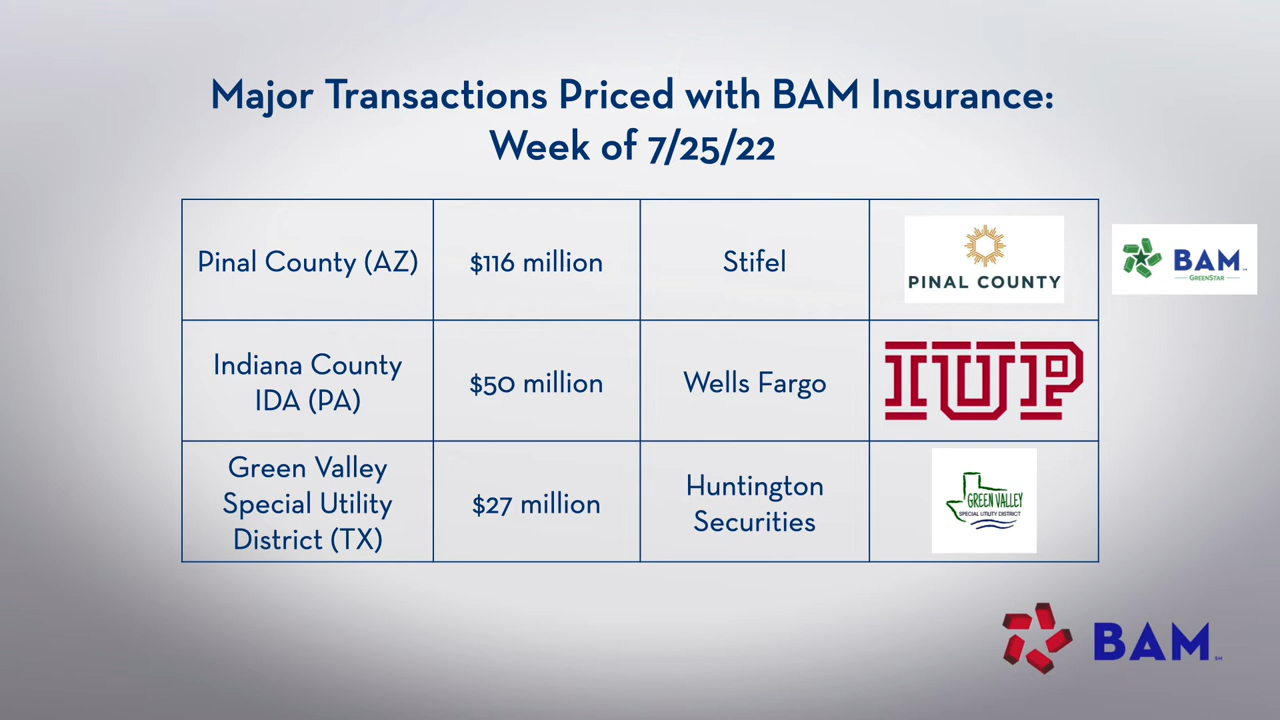 Major Transactions Priced with BAM Insurance:
Week of 7/25/22
Pinal County (AZ)
$116 million
Stifel
PINAL COUNTY
BAM
GREENSTAR
Indiana County
IDA (PA)
$50 million
Wells Fargo
IUP
Green Valley
Special Utility
District (TX)
$27 million
Huntington
Securities
GREEN VALLEY
SPECIAL UTILITY DISTRICT
BAM
SM